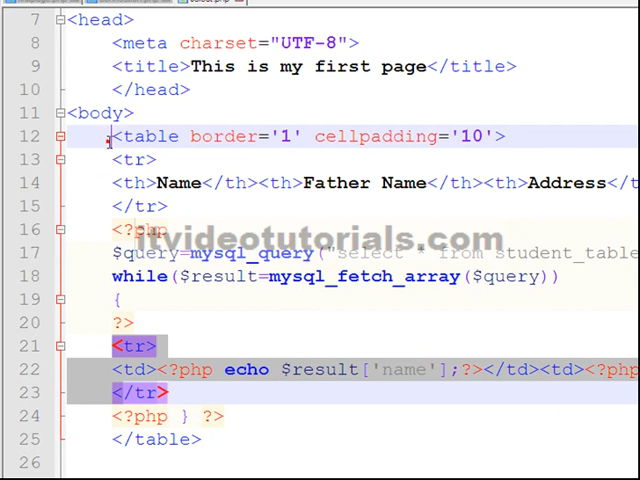 7 <head>
8 <meta charset="UTF-8">
9 <title>This is my first page</title>
10 </head>
11 <body>
12 <table border='1' cellpadding='10'>
13 <tr>
14 <th>Name</th><th>Father Name</th><th>Address</t
15 </tr>
16 <?php
itvideotutorials.com
17 $query=mysql_query("select * from student_table
18 while($result=mysql_fetch_array($query))
19 {
20 ?>
21 <tr>
22 <td><?php echo $result['name'];?></td><td><?php
23 </tr>
24 <?php } ?>
25 </table>
26